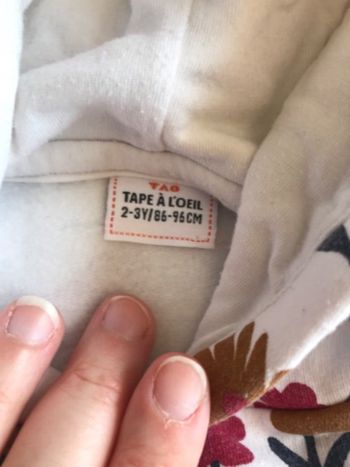 TAO
TAPE À L'OEIL
2-3Y/86-96CM